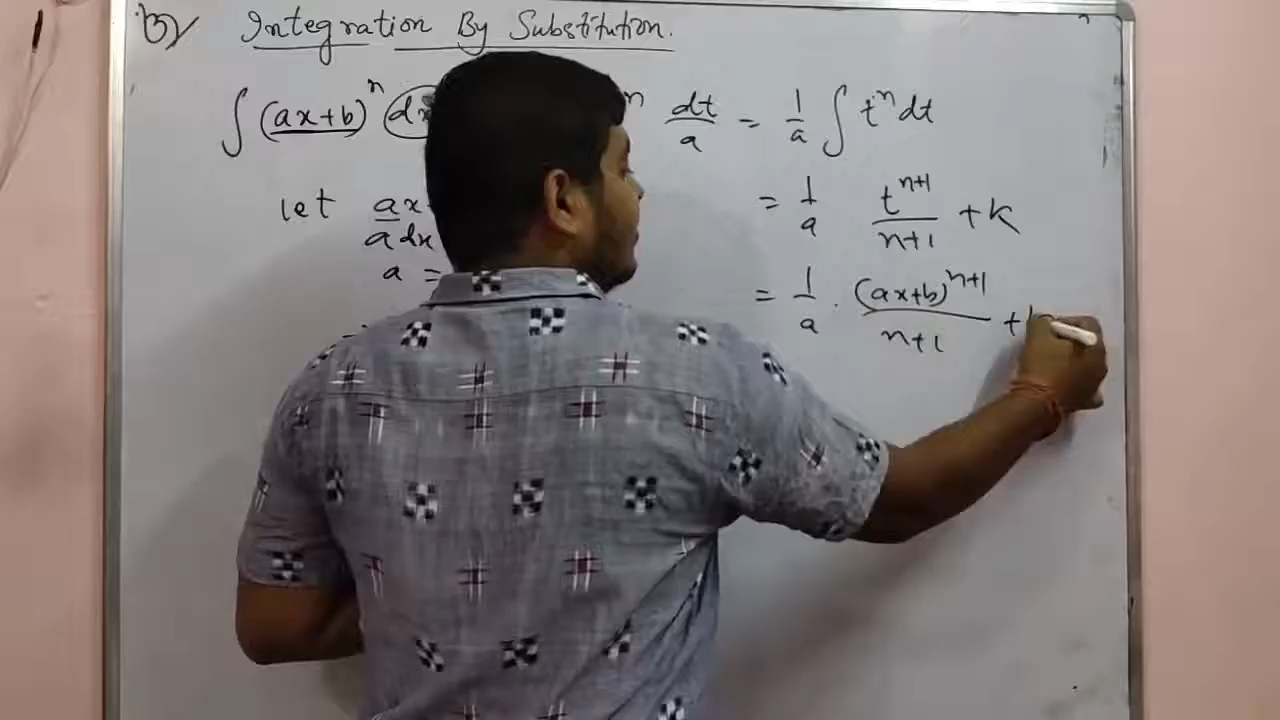 Integration By Substitution.
∫ (ax+b)^n dx n dt/a = 1/a ∫ t^n dt
let ax
a dx
a =
= 1/a t^(n+1)/(n+1) + k
= 1/a · (ax+b)^(n+1)/(n+1) +